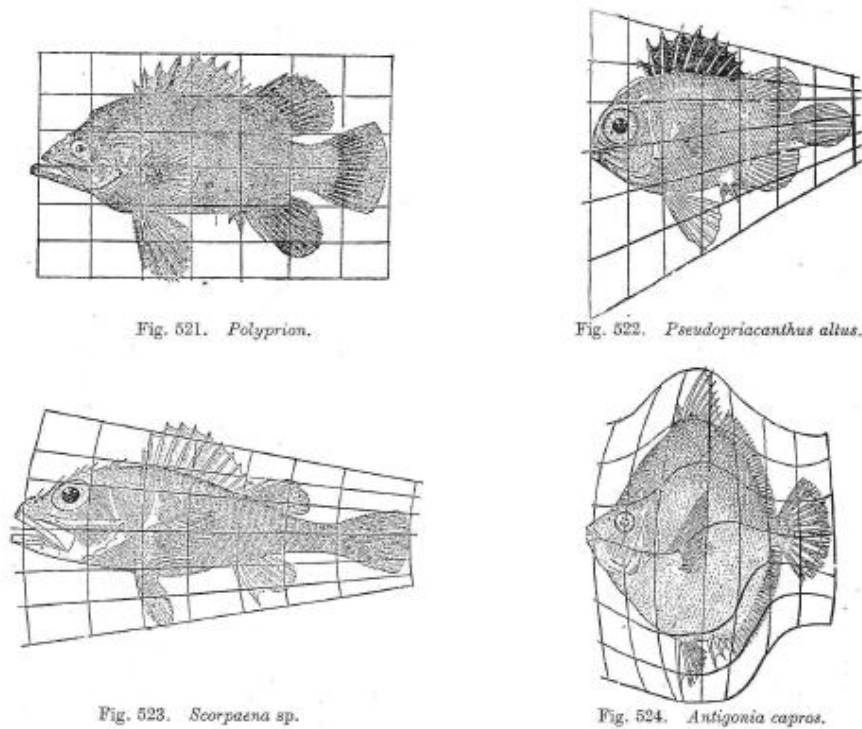 Fig. 521. Polyprion.
Fig. 522. Pseudopriacanthus altus.
Fig. 523. Scorpaena sp.
Fig. 524. Antigonia capros.